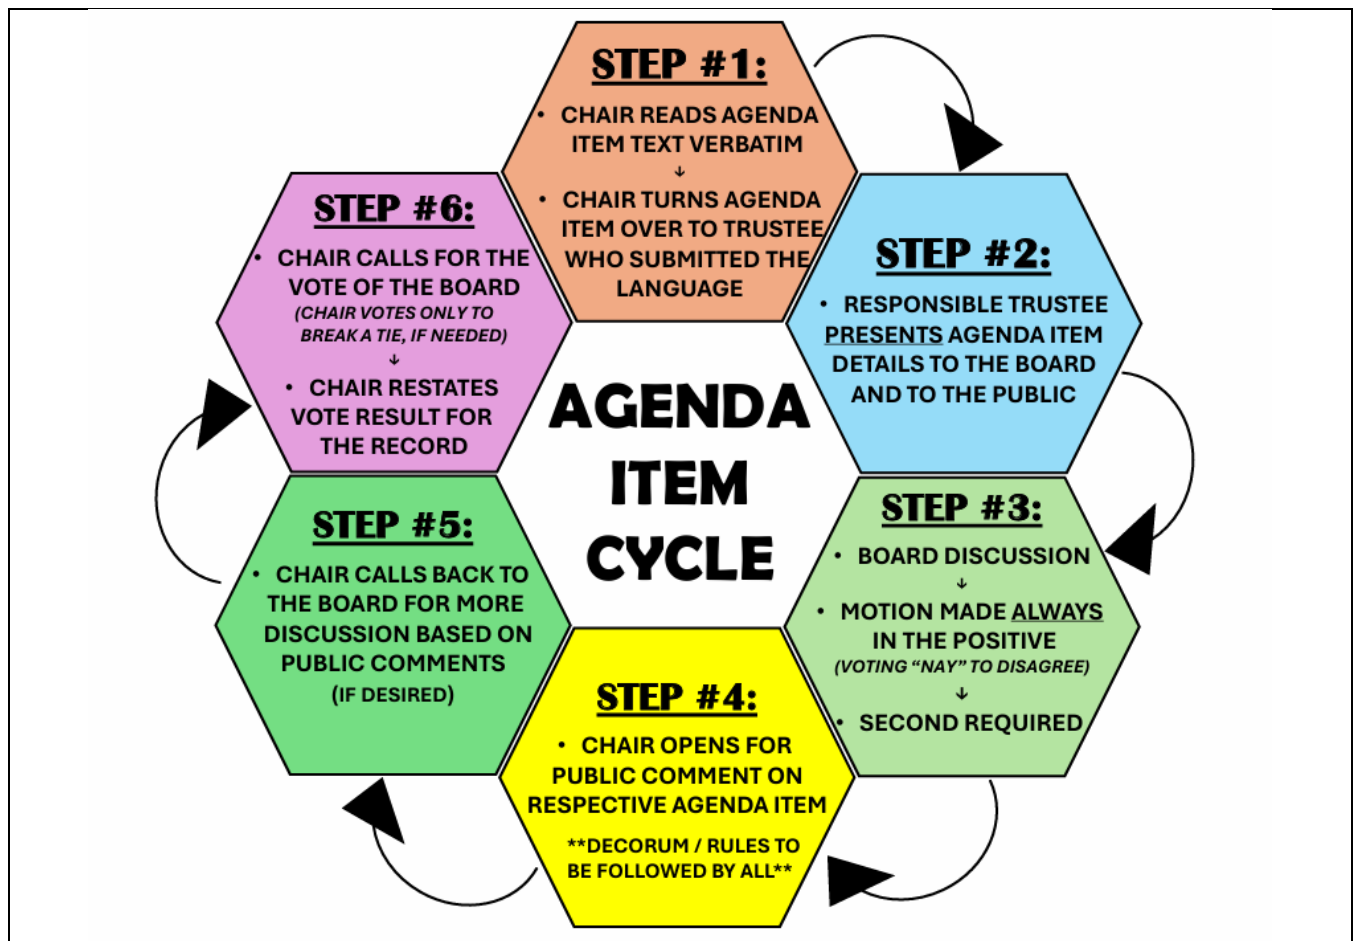 STEP #1:
• CHAIR READS AGENDA
ITEM TEXT VERBATIM
↓
• CHAIR TURNS AGENDA
ITEM OVER TO TRUSTEE
WHO SUBMITTED THE
LANGUAGE
STEP #2:
• RESPONSIBLE TRUSTEE
PRESENTS AGENDA ITEM
DETAILS TO THE BOARD
AND TO THE PUBLIC
STEP #3:
• BOARD DISCUSSION
↓
• MOTION MADE ALWAYS
IN THE POSITIVE
(VOTING “NAY” TO DISAGREE)
↓
• SECOND REQUIRED
STEP #4:
• CHAIR OPENS FOR
PUBLIC COMMENT ON
RESPECTIVE AGENDA ITEM
**DECORUM / RULES TO
BE FOLLOWED BY ALL**
STEP #5:
• CHAIR CALLS BACK TO
THE BOARD FOR MORE
DISCUSSION BASED ON
PUBLIC COMMENTS
(IF DESIRED)
STEP #6:
• CHAIR CALLS FOR THE
VOTE OF THE BOARD
(CHAIR VOTES ONLY TO
BREAK A TIE, IF NEEDED)
↓
• CHAIR RESTATES
VOTE RESULT FOR
THE RECORD
AGENDA
ITEM
CYCLE